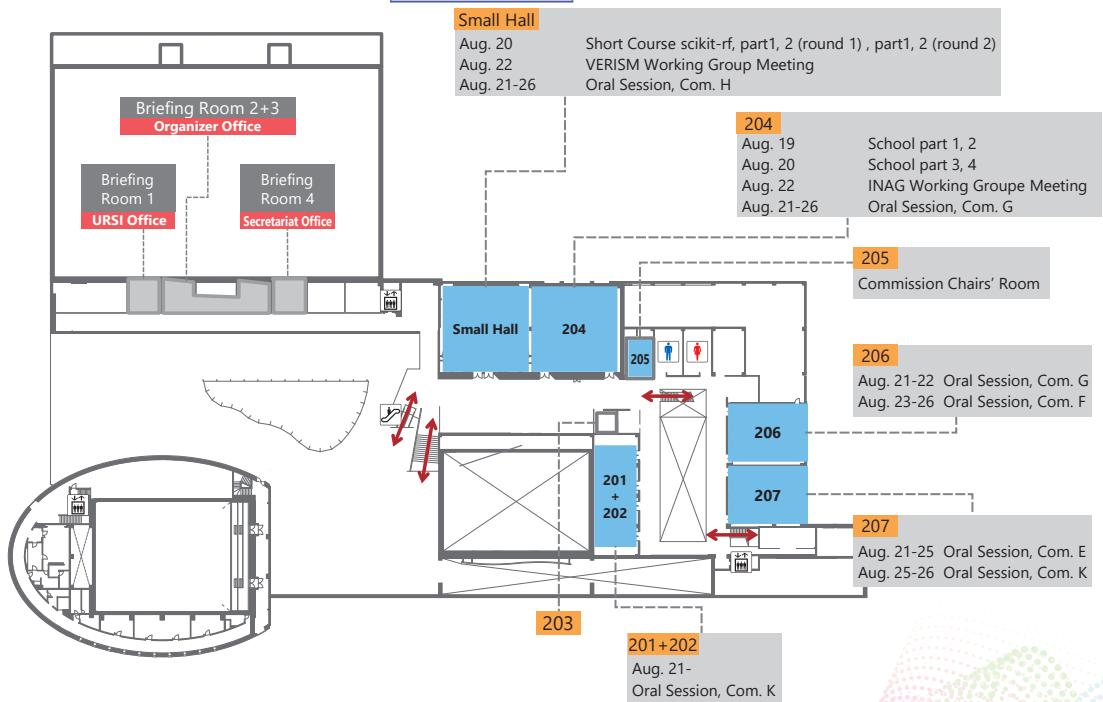 Small Hall
Aug. 20 Short Course scikit-rf, part1, 2 (round 1) , part1, 2 (round 2)
Aug. 22 VERISM Working Group Meeting
Aug. 21-26 Oral Session, Com. H
Briefing Room 2+3
Organizer Office
Briefing
Room 1
URSI Office
Briefing
Room 4
Secretariat Office
204
Aug. 19 School part 1, 2
Aug. 20 School part 3, 4
Aug. 22 INAG Working Groupe Meeting
Aug. 21-26 Oral Session, Com. G
205
Commission Chairs' Room
Small Hall
204
205
206
Aug. 21-22 Oral Session, Com. G
Aug. 23-26 Oral Session, Com. F
206
207
201
+
202
207
Aug. 21-25 Oral Session, Com. E
Aug. 25-26 Oral Session, Com. K
203
201+202
Aug. 21-
Oral Session, Com. K